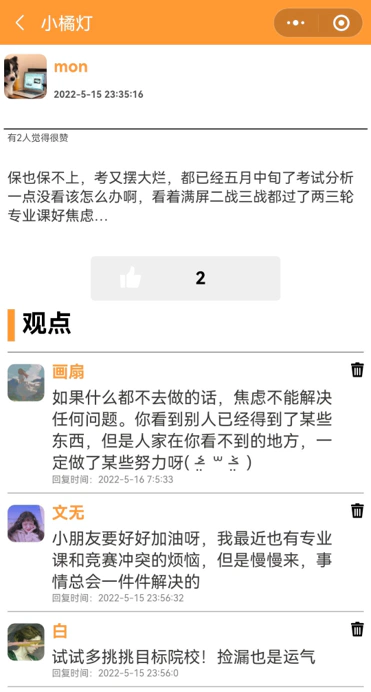 小橘灯
mon
2022-5-15 23:35:16
有2人觉得很赞
保也保不上，考又摆大烂，都已经五月中旬了考试分析
一点没看该怎么办啊，看着满屏二战三战都过了两三轮
专业课好焦虑...
2
观点
画扇
如果什么都不去做的话，焦虑不能解决
任何问题。你看到别人已经得到了某些
东西，但是人家在你看不到的地方，一
定做了某些努力呀( ⸝⸝ ꒳ ⸝⸝ )
回复时间：2022-5-16 7:5:33
文无
小朋友要好好加油呀，我最近也有专业
课和竞赛冲突的烦恼，但是慢慢来，事
情总会一件件解决的
回复时间：2022-5-15 23:56:32
白
试试多挑挑目标院校！捡漏也是运气
回复时间：2022-5-15 23:56:0